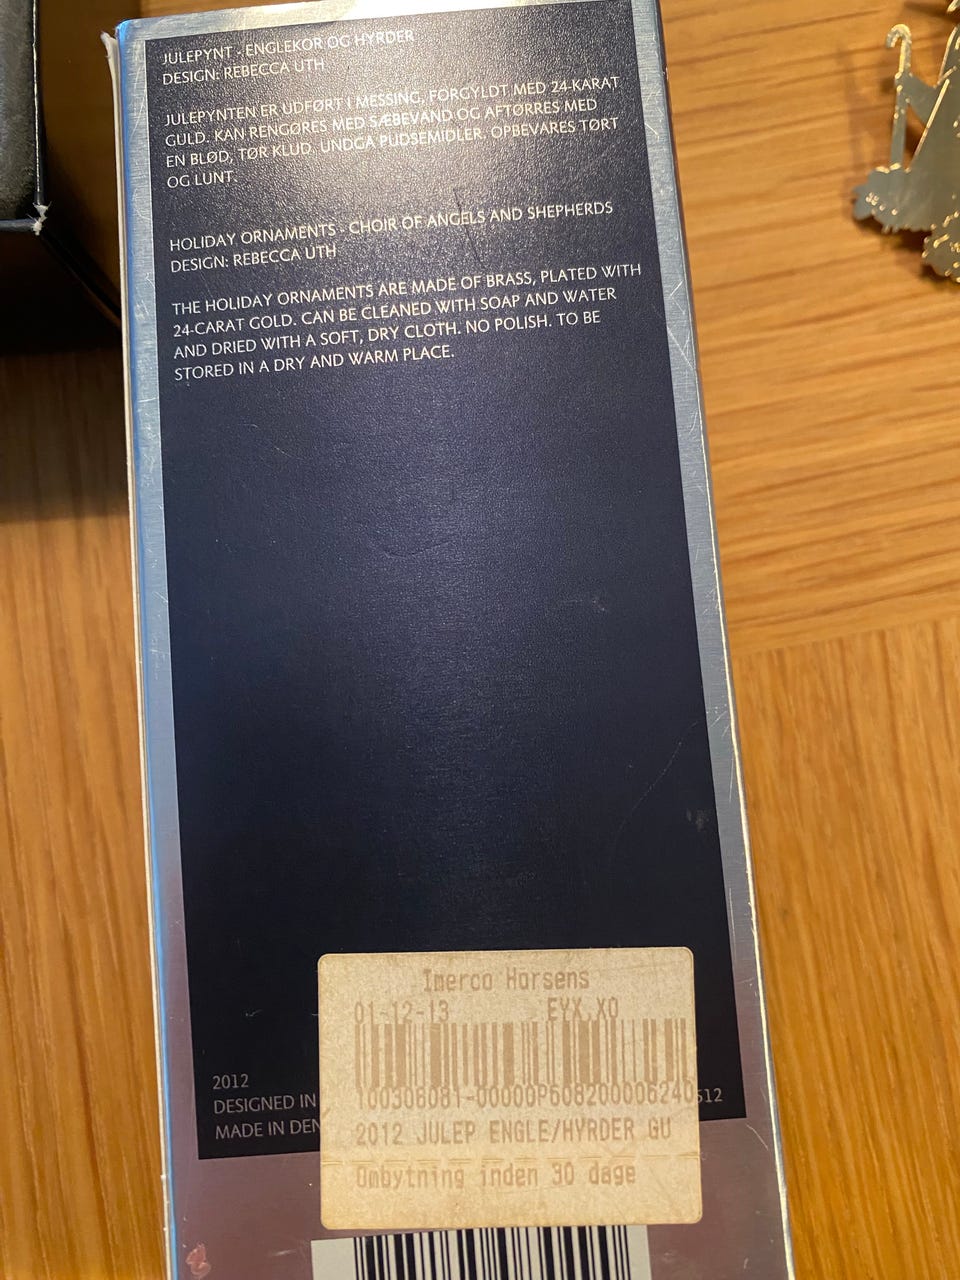 JULEPYNT - ENGLEKOR OG HYRDER
DESIGN: REBECCA UTH
JULEPYNTEN ER UDFØRT I MESSING, FORGYLDT MED 24-KARAT
GULD. KAN RENGØRES MED SÆBEVAND OG AFTØRRES MED
EN BLØD, TØR KLUD. UNDGÅ PUDSEMIDLER. OPBEVARES TØRT
OG LUNT.
HOLIDAY ORNAMENTS - CHOIR OF ANGELS AND SHEPHERDS
DESIGN: REBECCA UTH
THE HOLIDAY ORNAMENTS ARE MADE OF BRASS, PLATED WITH
24-CARAT GOLD. CAN BE CLEANED WITH SOAP AND WATER
AND DRIED WITH A SOFT, DRY CLOTH. NO POLISH. TO BE
STORED IN A DRY AND WARM PLACE.
2012
DESIGNED IN
MADE IN DEN
Imerco Horsens
01-12-13 EYX.XO
100306081-00000P608200006240
512
2012 JULEP ENGLE/HYRDER GU
Ombytning inden 30 dage